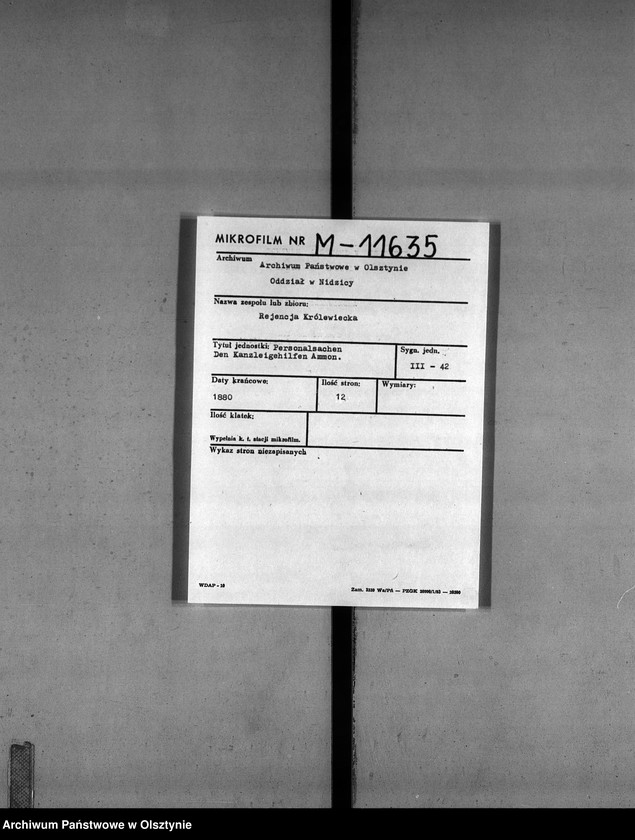 MIKROFILM NR M-11635
Archiwum Archiwum Państwowe w Olsztynie
Oddział w Nidzicy
Nazwa zespołu lub zbioru:
Rejencja Królewiecka
Tytuł jednostki: Personalsachen
Den Kanzleigehilfen Ammon.
Sygn. jedn.
III - 42
Daty krańcowe:
1880
Ilość stron:
12
Wymiary:
Ilość klatek:
Wypełnia k. t. stacji mikrofilm.
Wykaz stron niezapisanych
WDAP - 10
Archiwum Państwowe w Olsztynie